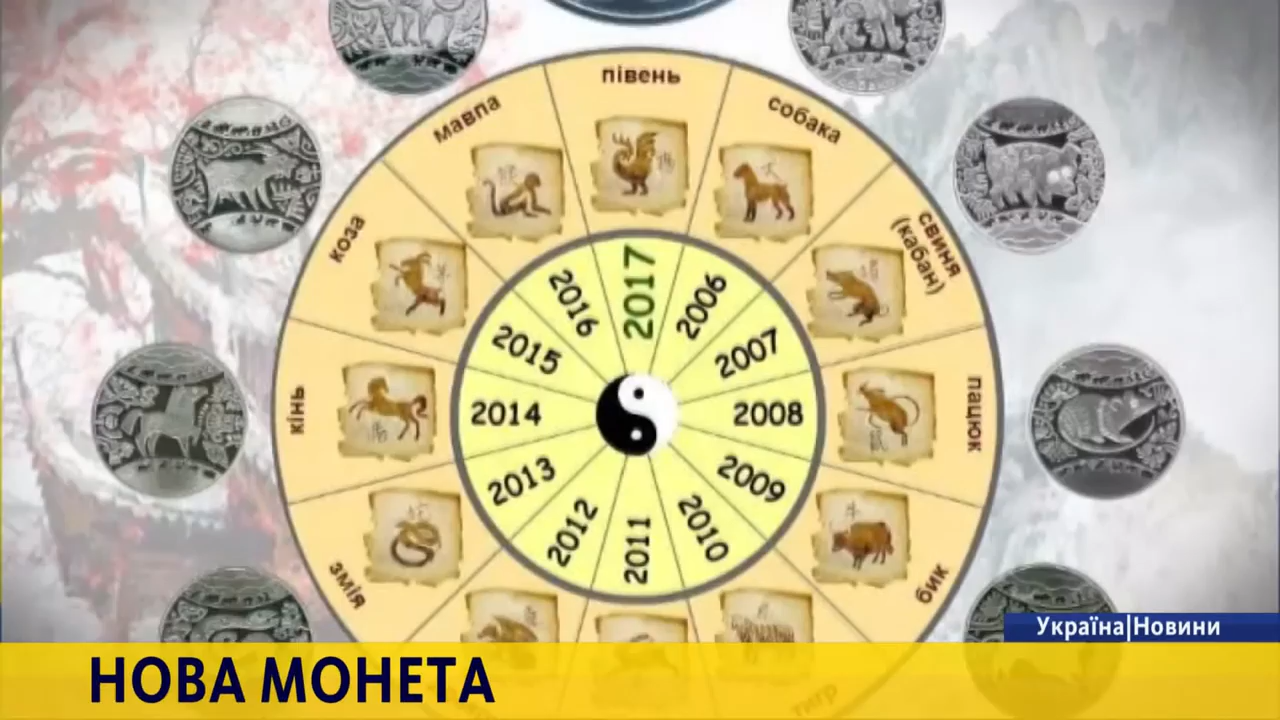 півень
собака
свиня
(кабан)
пацюк
бик
тигр
змія
кінь
коза
мавпа
2017
2006
2007
2008
2009
2010
2011
2012
2013
2014
2015
2016
Україна|Новини
НОВА МОНЕТА